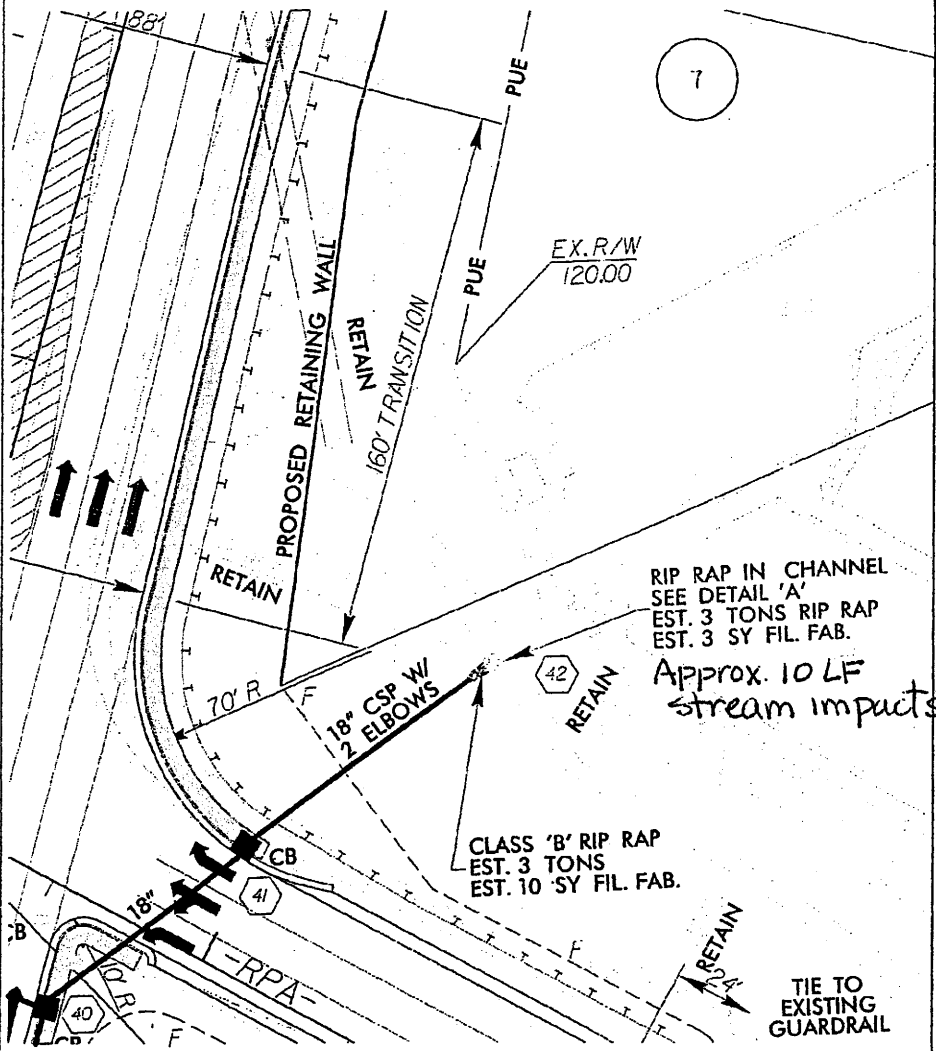 88'
PUE
7
PROPOSED RETAINING WALL
RETAIN
160' TRANSITION
PUE
EX. R/W
120.00
RETAIN
RIP RAP IN CHANNEL
SEE DETAIL 'A'
EST. 3 TONS RIP RAP
EST. 3 SY FIL. FAB.
Approx. 10 LF
stream impacts
42
RETAIN
70' R
F
18" CSP W/
2 ELBOWS
CLASS 'B' RIP RAP
EST. 3 TONS
EST. 10 SY FIL. FAB.
CB
41
18"
CB
-RPA-
F
RETAIN
24'
TIE TO
EXISTING
GUARDRAIL
40
CB
F